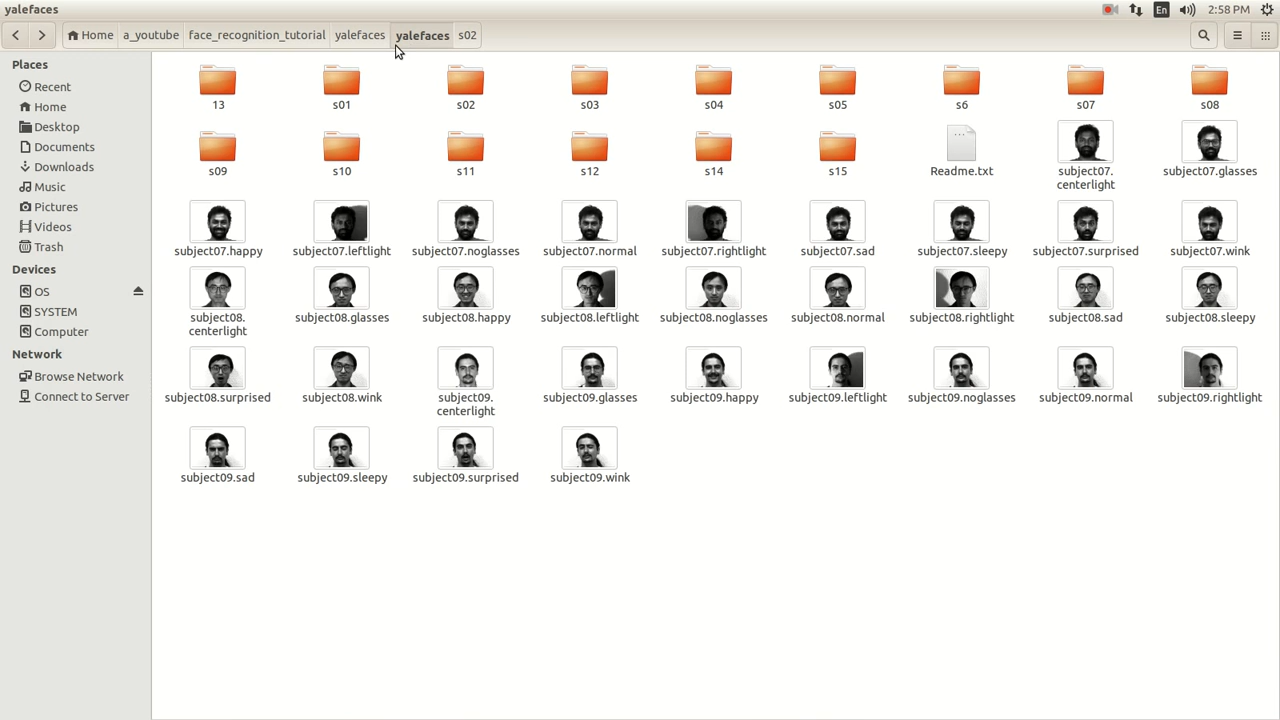 yalefaces
En
2:58 PM
Home a_youtube face_recognition_tutorial yalefaces yalefaces s02
Places
Recent
Home
Desktop
Documents
Downloads
Music
Pictures
Videos
Trash
Devices
OS
SYSTEM
Computer
Network
Browse Network
Connect to Server
13 s01 s02 s03 s04 s05 s6 s07 s08
s09 s10 s11 s12 s14 s15 Readme.txt subject07. subject07.glasses
centerlight
subject07.happy subject07.leftlight subject07.noglasses subject07.normal subject07.rightlight subject07.sad subject07.sleepy subject07.surprised subject07.wink
subject08. subject08.glasses subject08.happy subject08.leftlight subject08.noglasses subject08.normal subject08.rightlight subject08.sad subject08.sleepy
centerlight
subject08.surprised subject08.wink subject09. subject09.glasses subject09.happy subject09.leftlight subject09.noglasses subject09.normal subject09.rightlight
centerlight
subject09.sad subject09.sleepy subject09.surprised subject09.wink